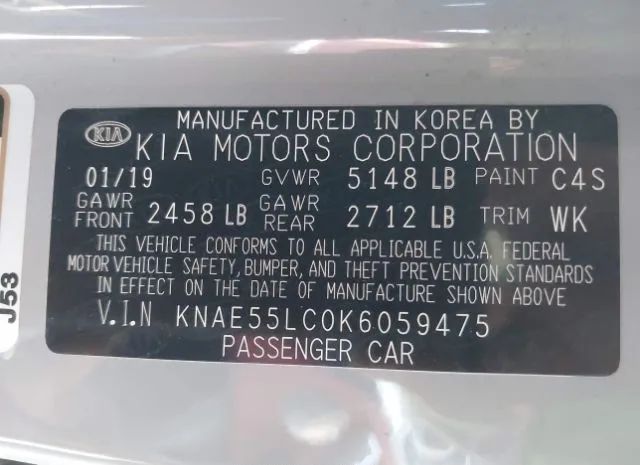 MANUFACTURED IN KOREA BY
KIA KIA MOTORS CORPORATION
01/19 GVWR 5148 LB PAINT C4S
GAWR FRONT 2458 LB GAWR REAR 2712 LB TRIM WK
THIS VEHICLE CONFORMS TO ALL APPLICABLE U.S.A. FEDERAL
MOTOR VEHICLE SAFETY, BUMPER, AND THEFT PREVENTION STANDARDS
IN EFFECT ON THE DATE OF MANUFACTURE SHOWN ABOVE
V.I.N KNAE55LC0K6059475
PASSENGER CAR
J53